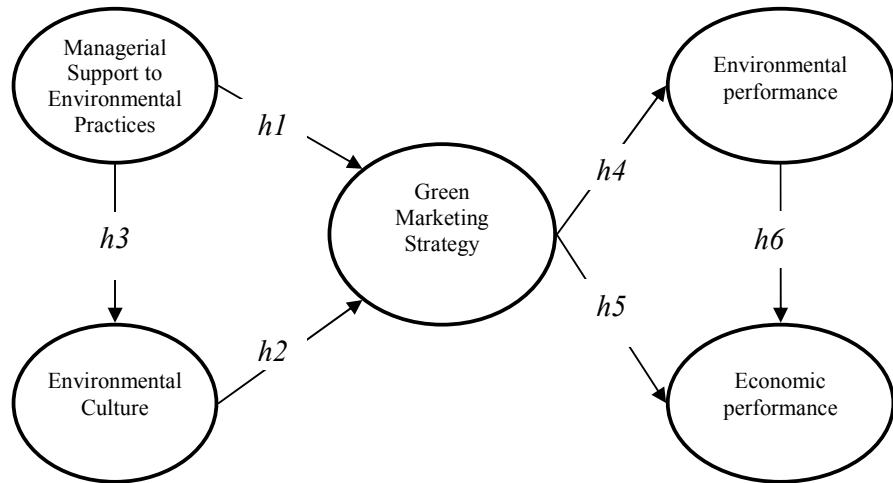 Managerial
Support to
Environmental
Practices
h1
h3
Environmental
Culture
h2
Green
Marketing
Strategy
h4
h5
Environmental
performance
h6
Economic
performance